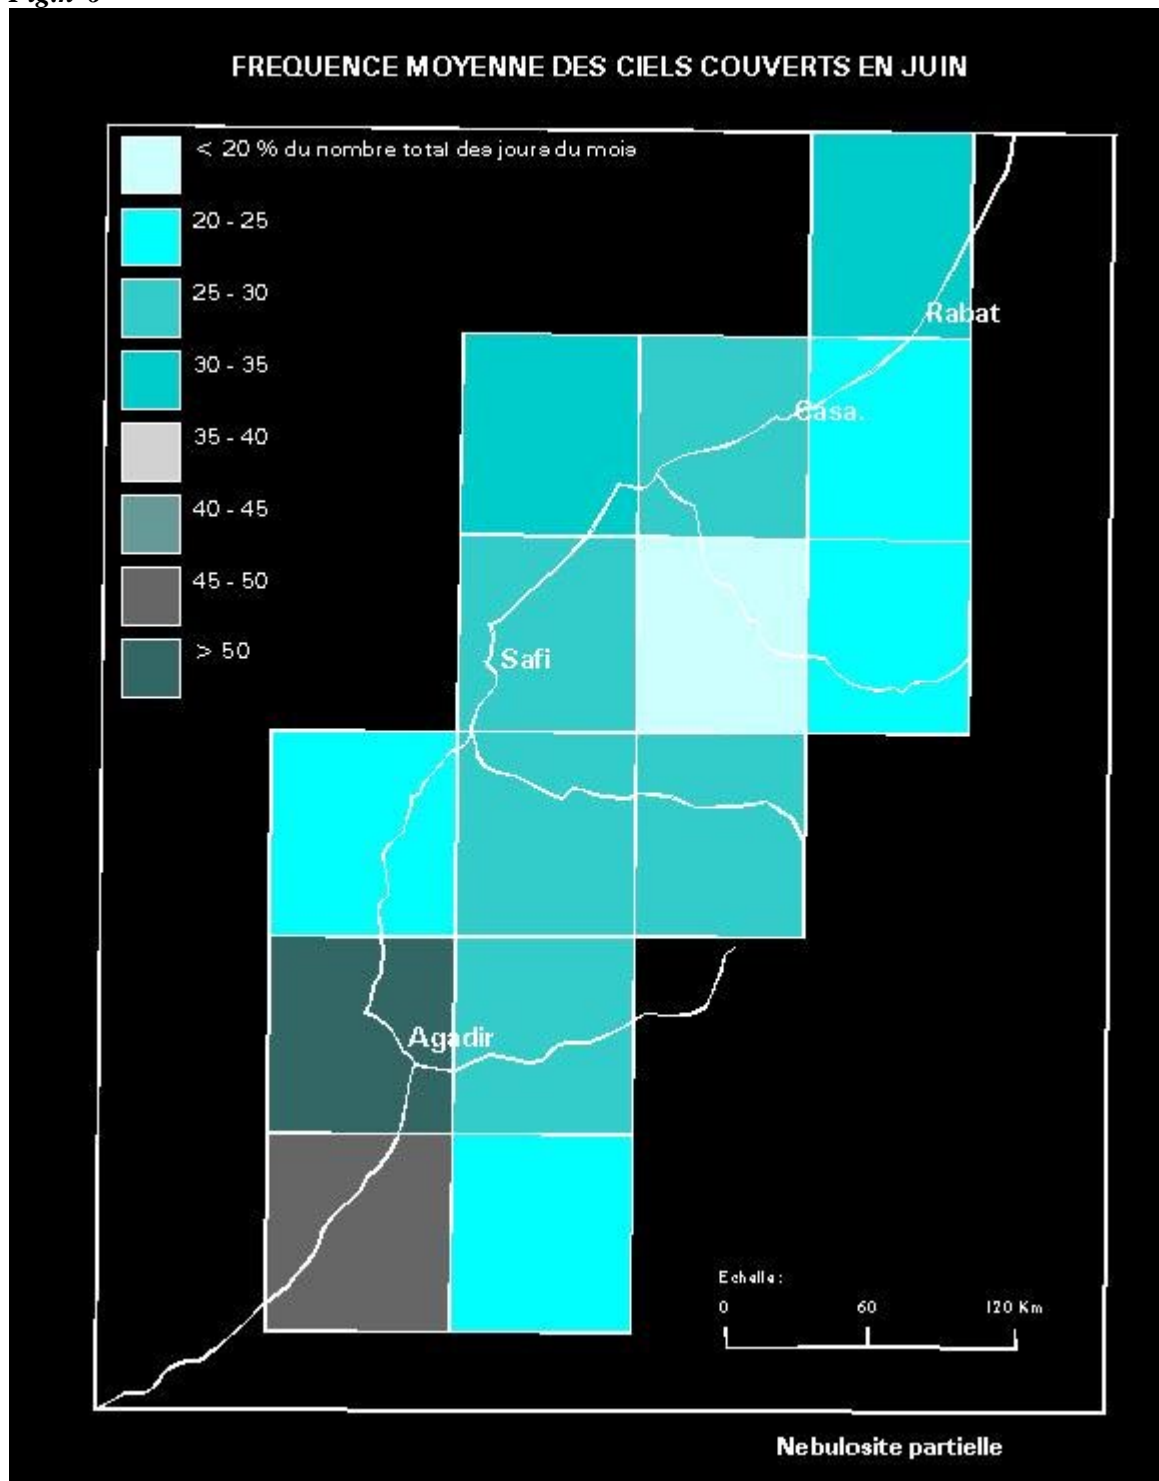 FREQUENCE MOYENNE DES CIELS COUVERTS EN JUIN
< 20 % du nombre total des jours du mois
20 - 25
25 - 30
30 - 35
35 - 40
40 - 45
45 - 50
> 50
Rabat
Casa.
Safi
Agadir
Echelle :
0 60 120 Km
Nebulosite partielle